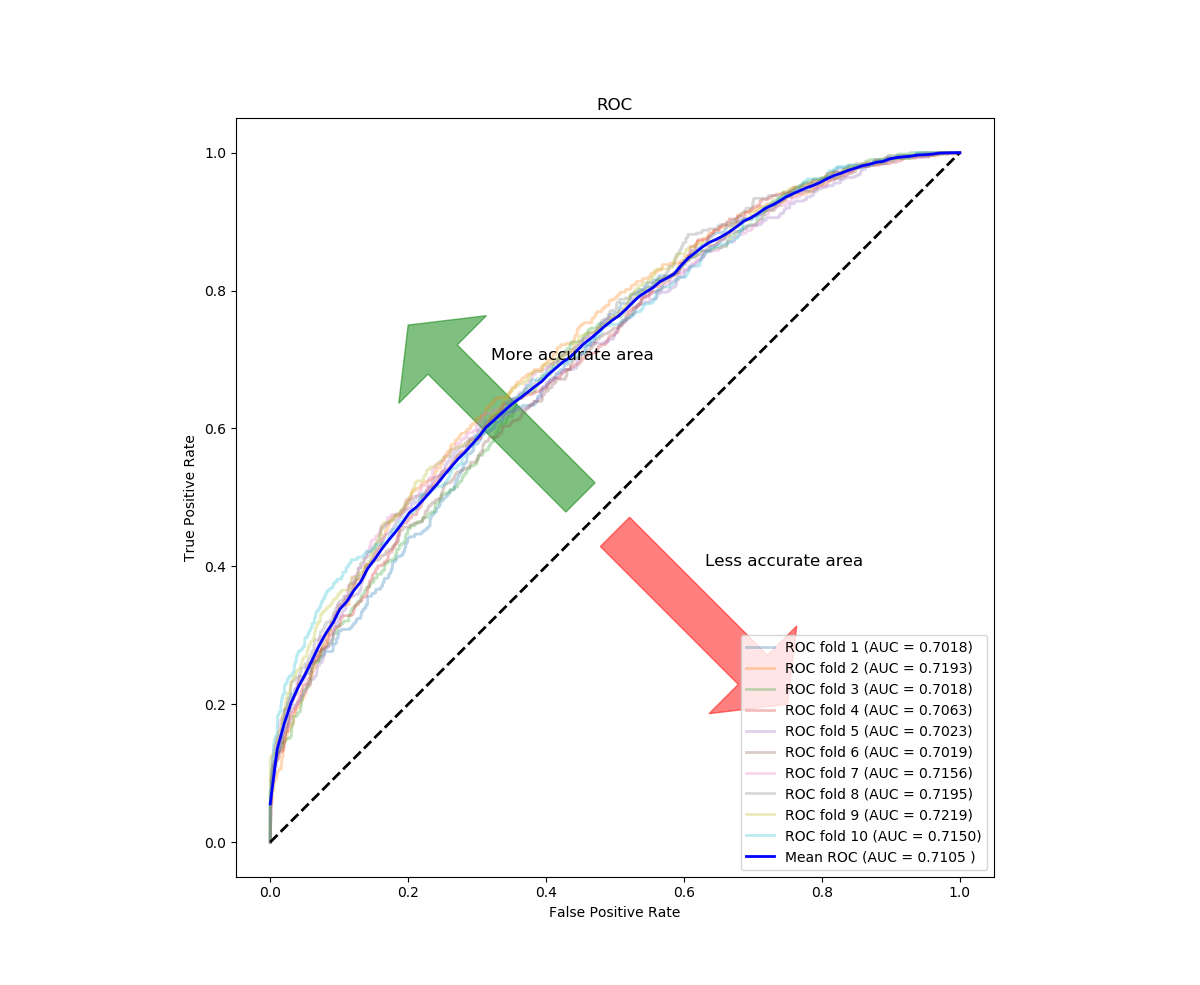 ROC
1.0
0.8
0.6
0.4
0.2
0.0
True Positive Rate
More accurate area
Less accurate area
ROC fold 1 (AUC = 0.7018)
ROC fold 2 (AUC = 0.7193)
ROC fold 3 (AUC = 0.7018)
ROC fold 4 (AUC = 0.7063)
ROC fold 5 (AUC = 0.7023)
ROC fold 6 (AUC = 0.7019)
ROC fold 7 (AUC = 0.7156)
ROC fold 8 (AUC = 0.7195)
ROC fold 9 (AUC = 0.7219)
ROC fold 10 (AUC = 0.7150)
Mean ROC (AUC = 0.7105 )
0.0 0.2 0.4 0.6 0.8 1.0
False Positive Rate